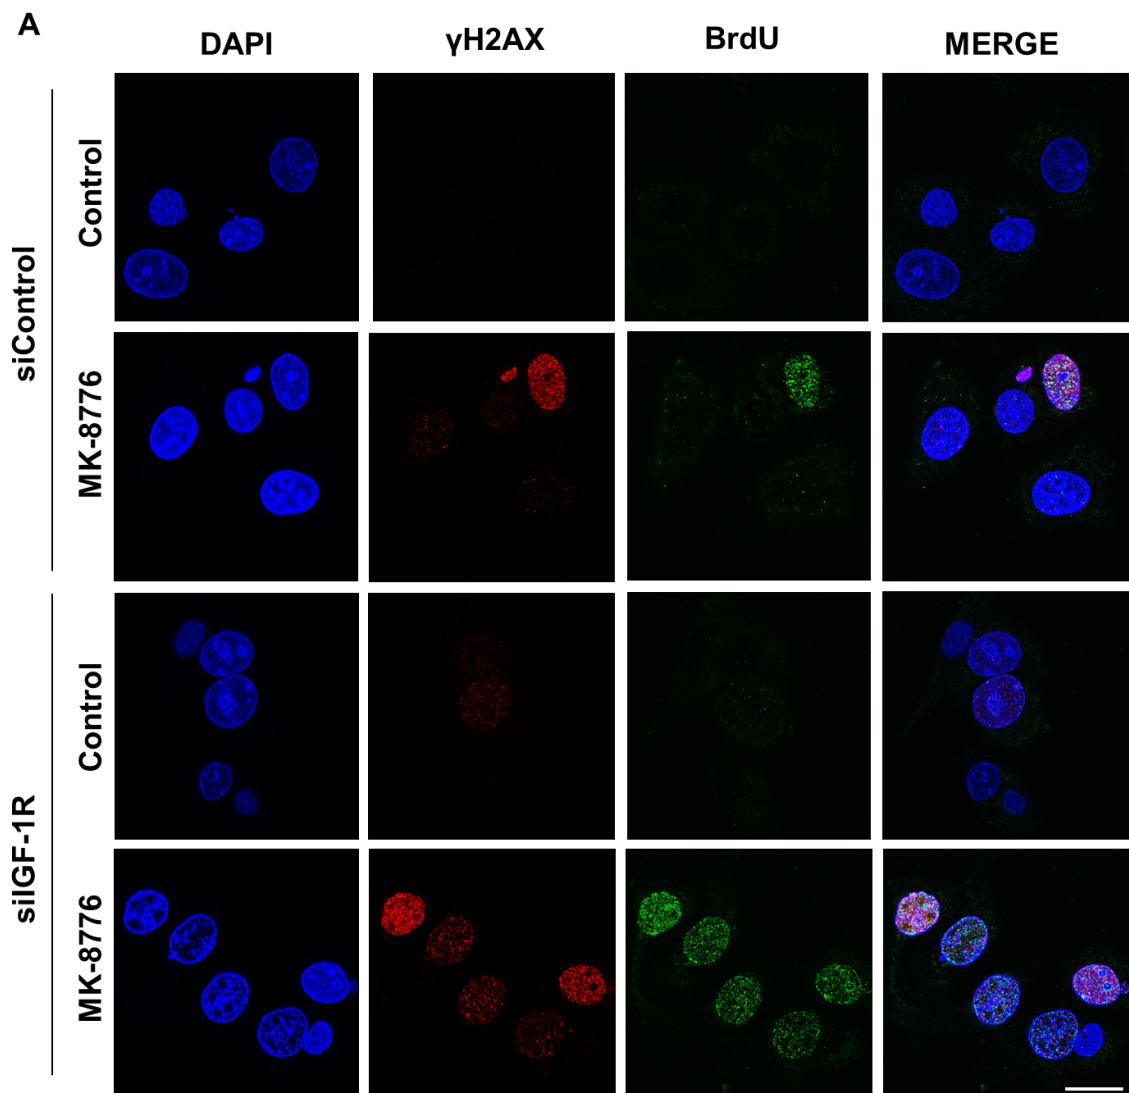 A
DAPI
γH2AX
BrdU
MERGE
siControl
Control
MK-8776
siIGF-1R
Control
MK-8776